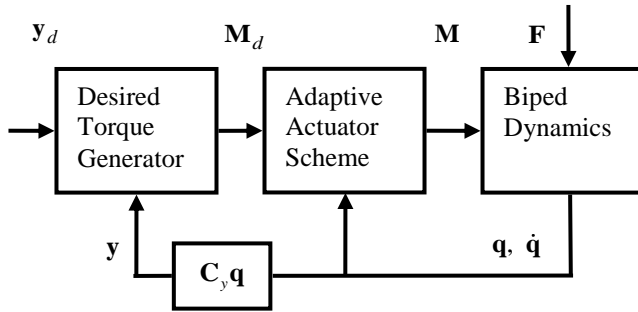 y_d
M_d
M
F
Desired
Torque
Generator
Adaptive
Actuator
Scheme
Biped
Dynamics
y
C_y q
q, q̇